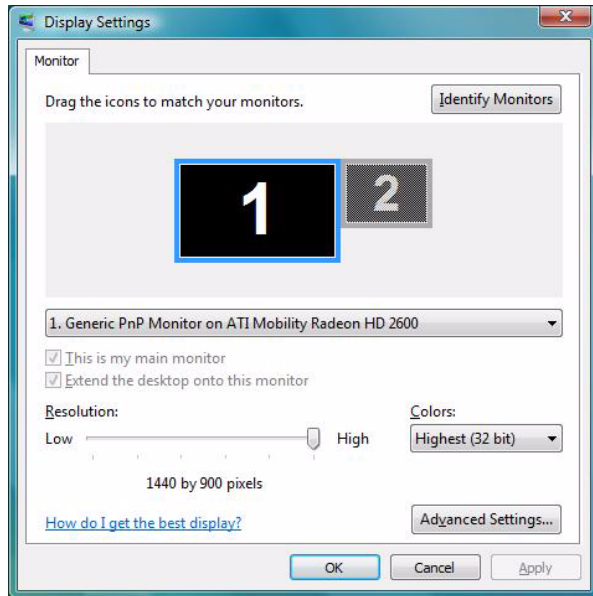 Display Settings
Monitor
Drag the icons to match your monitors.
Identify Monitors
1
2
1. Generic PnP Monitor on ATI Mobility Radeon HD 2600
This is my main monitor
Extend the desktop onto this monitor
Resolution:
Colors:
Low
High
Highest (32 bit)
1440 by 900 pixels
How do I get the best display?
Advanced Settings...
OK
Cancel
Apply